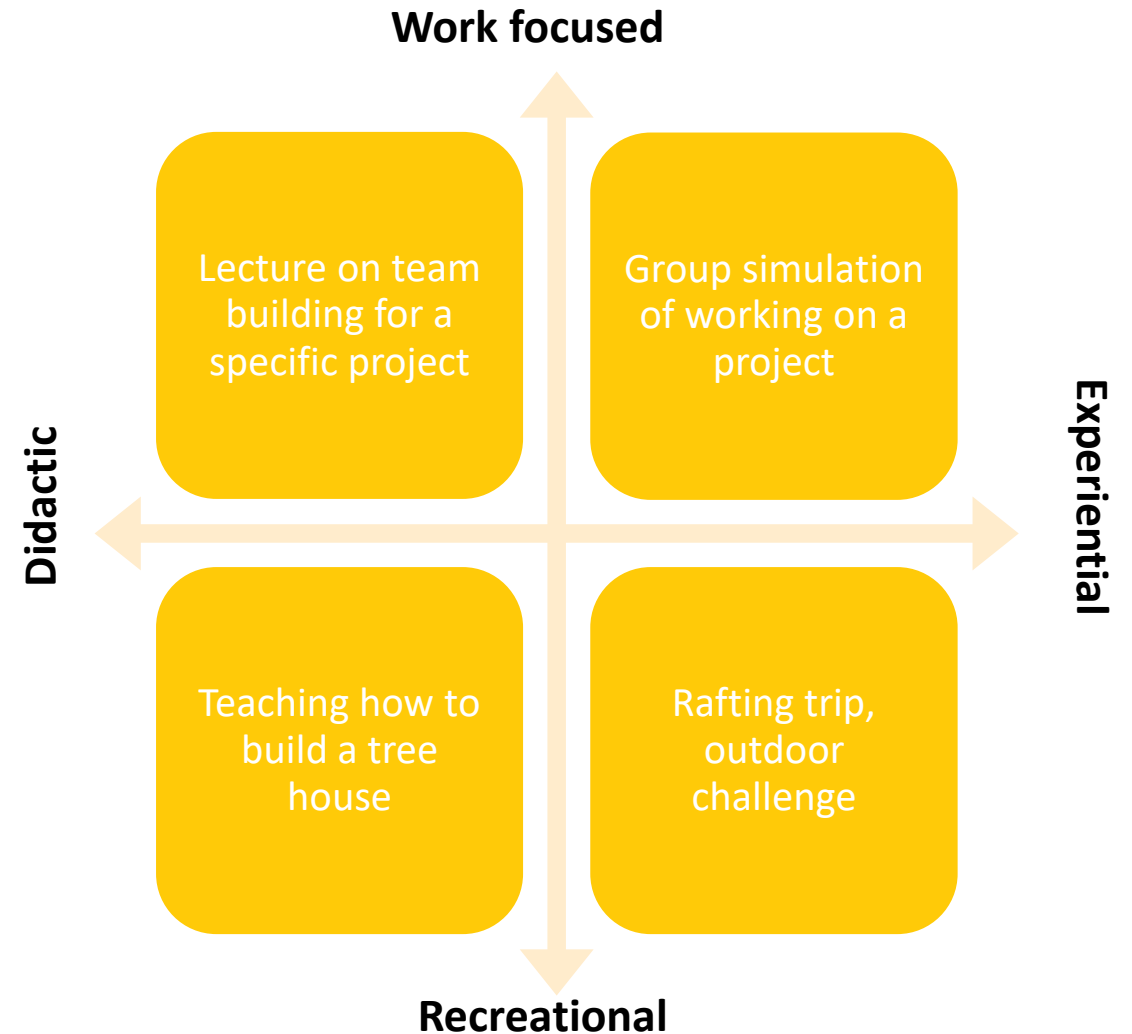 Work focused
Lecture on team
building for a
specific project
Group simulation
of working on a
project
Didactic
Experiential
Teaching how to
build a tree
house
Rafting trip,
outdoor
challenge
Recreational